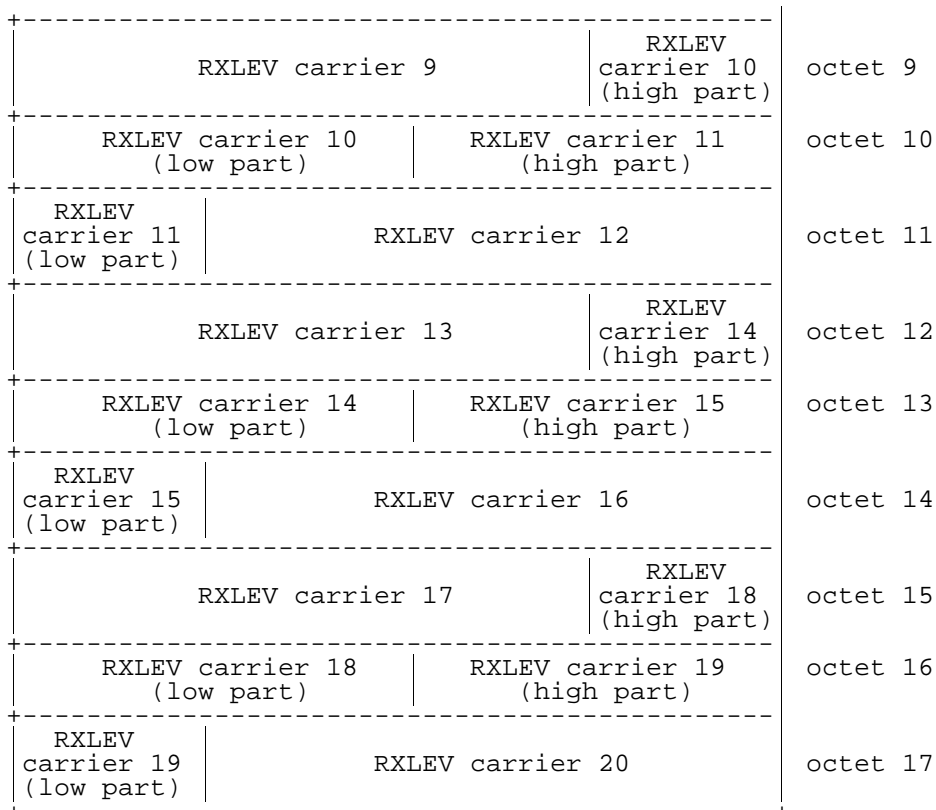 +-----------------------------------------------
RXLEV
RXLEV carrier 9 carrier 10 octet 9
(high part)
+-----------------------------------------------
RXLEV carrier 10 RXLEV carrier 11 octet 10
(low part) (high part)
+-----------------------------------------------
RXLEV
carrier 11 RXLEV carrier 12 octet 11
(low part)
+-----------------------------------------------
RXLEV
RXLEV carrier 13 carrier 14 octet 12
(high part)
+-----------------------------------------------
RXLEV carrier 14 RXLEV carrier 15 octet 13
(low part) (high part)
+-----------------------------------------------
RXLEV
carrier 15 RXLEV carrier 16 octet 14
(low part)
+-----------------------------------------------
RXLEV
RXLEV carrier 17 carrier 18 octet 15
(high part)
+-----------------------------------------------
RXLEV carrier 18 RXLEV carrier 19 octet 16
(low part) (high part)
+-----------------------------------------------
RXLEV
carrier 19 RXLEV carrier 20 octet 17
(low part)